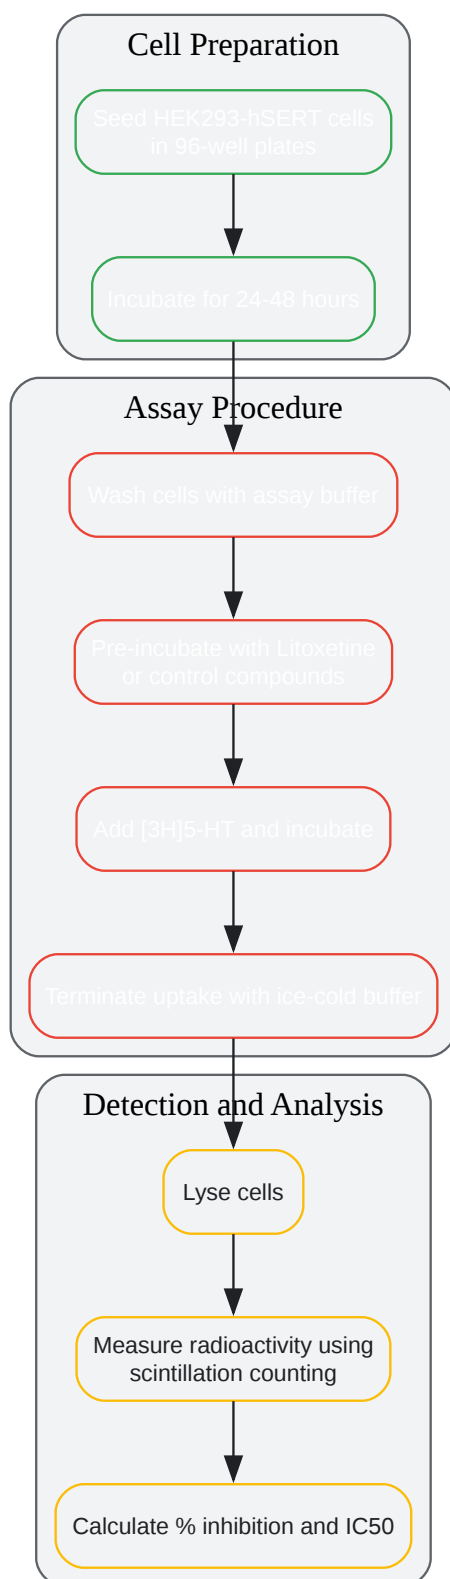 Cell Preparation
Seed HEK293-hSERT cells
in 96-well plates
Incubate for 24-48 hours
Assay Procedure
Wash cells with assay buffer
Pre-incubate with Litoxetine
or control compounds
Add [3H]5-HT and incubate
Terminate uptake with ice-cold buffer
Detection and Analysis
Lyse cells
Measure radioactivity using
scintillation counting
Calculate % inhibition and IC50